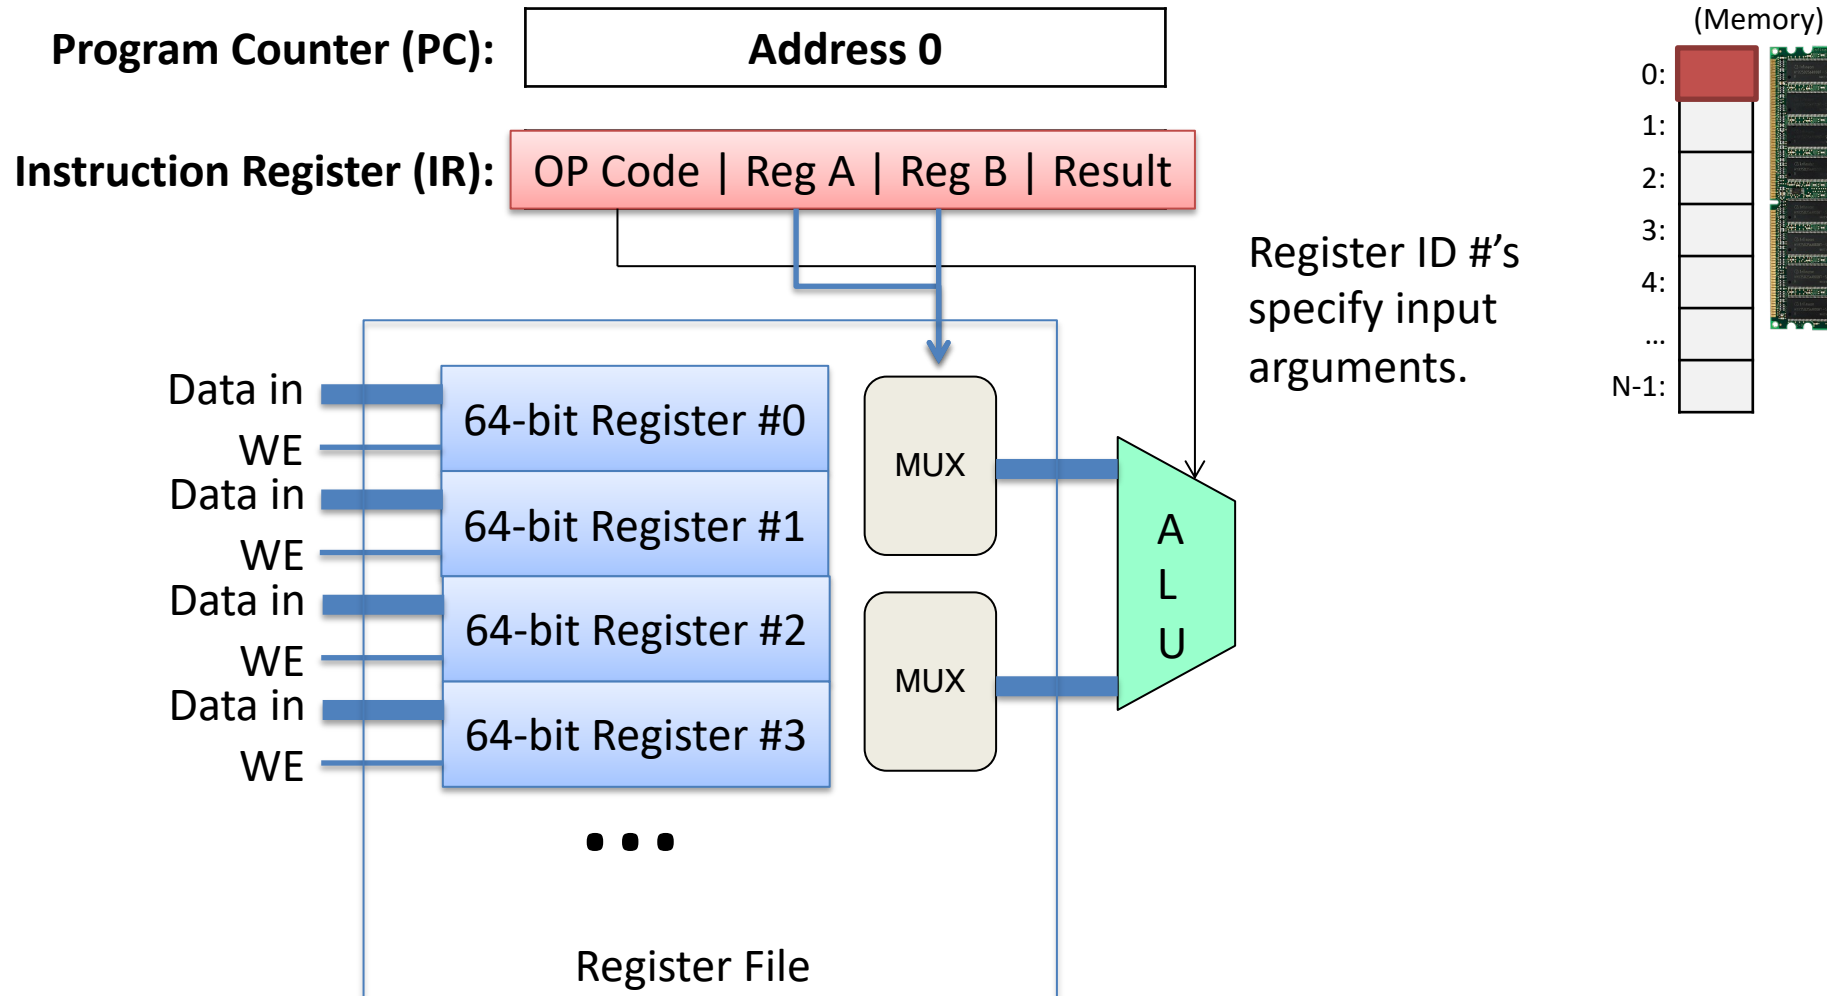 (Memory)
Program Counter (PC):
Address 0
Instruction Register (IR):
OP Code | Reg A | Reg B | Result
0:
1:
2:
3:
4:
...
N-1:
Register ID #’s
specify input
arguments.
Data in
WE
Data in
WE
Data in
WE
Data in
WE
64-bit Register #0
64-bit Register #1
64-bit Register #2
64-bit Register #3
...
MUX
MUX
A
L
U
Register File